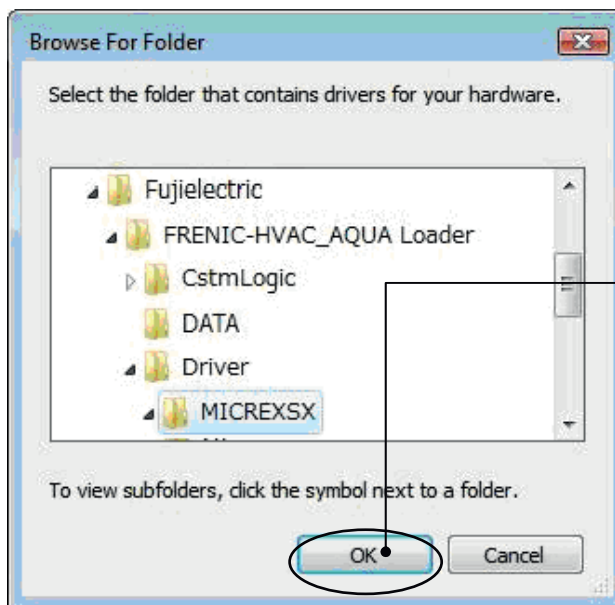 Browse For Folder
Select the folder that contains drivers for your hardware.
Fujielectric
FRENIC-HVAC_AQUA Loader
CstmLogic
DATA
Driver
MICREXSX
To view subfolders, click the symbol next to a folder.
OK
Cancel